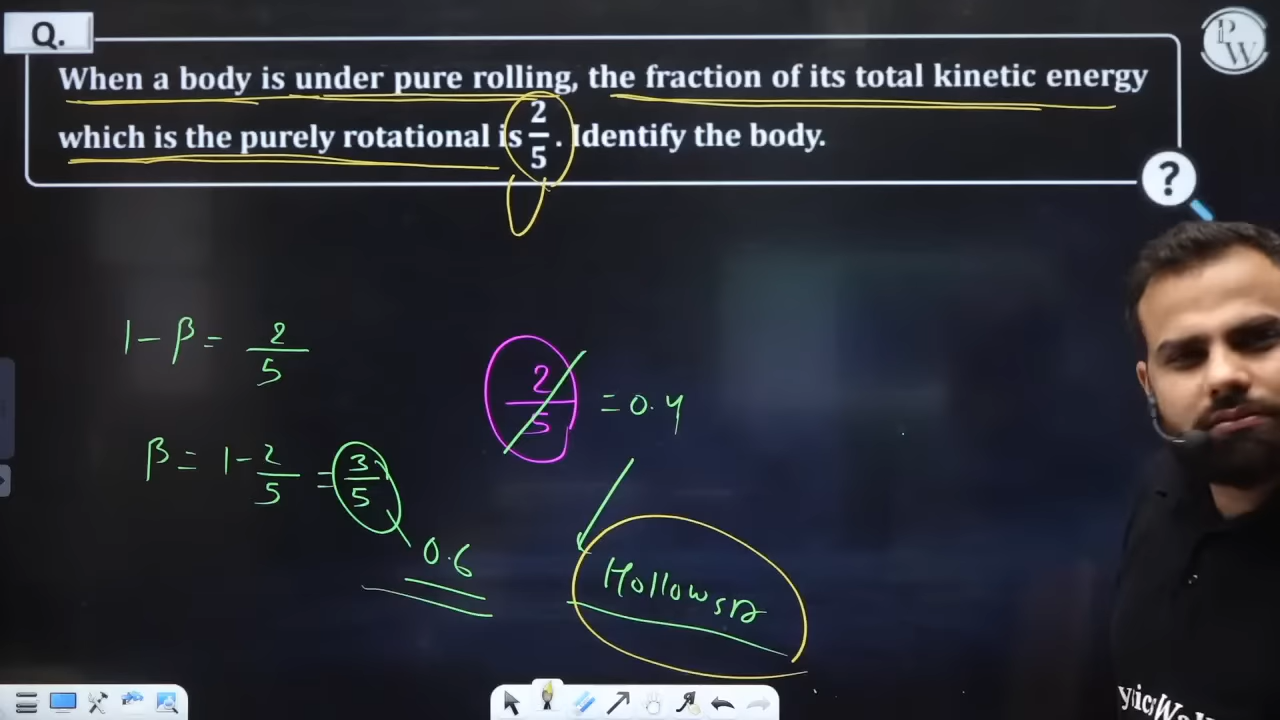 Q.
PW
When a body is under pure rolling, the fraction of its total kinetic energy
which is the purely rotational is 2/5. Identify the body.
?
1 - β = 2/5
2/5 = 0.4
β = 1 - 2/5 = 3/5
0.6
Hollow